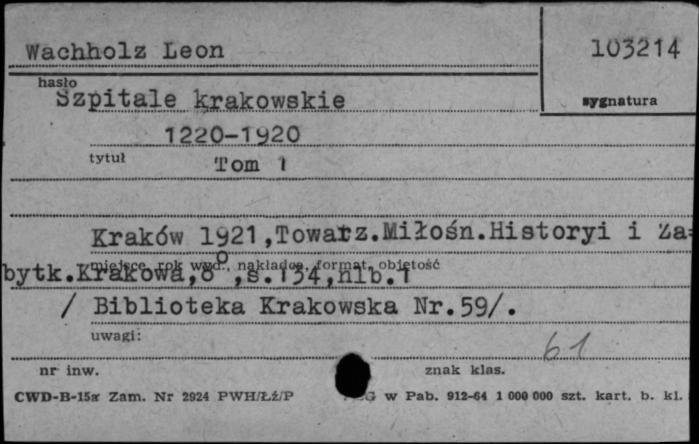 Wachholz Leon
103214
hasło
Szpitale krakowskie
sygnatura
1220-1920
tytuł
Tom 1
Kraków 1921,Towarz.Miłośn.Historyi i Za=
miejsce, rok wyd., nakładca, format, objętość
bytk.Krakowa,8°,s.134,nlb.1
/ Biblioteka Krakowska Nr.59/.
uwagi:
61
nr inw.
znak klas.
CWD-B-15a Zam. Nr 2924 PWH/Łż/P
G w Pab. 912-64 1 000 000 szt. kart. b. kl.